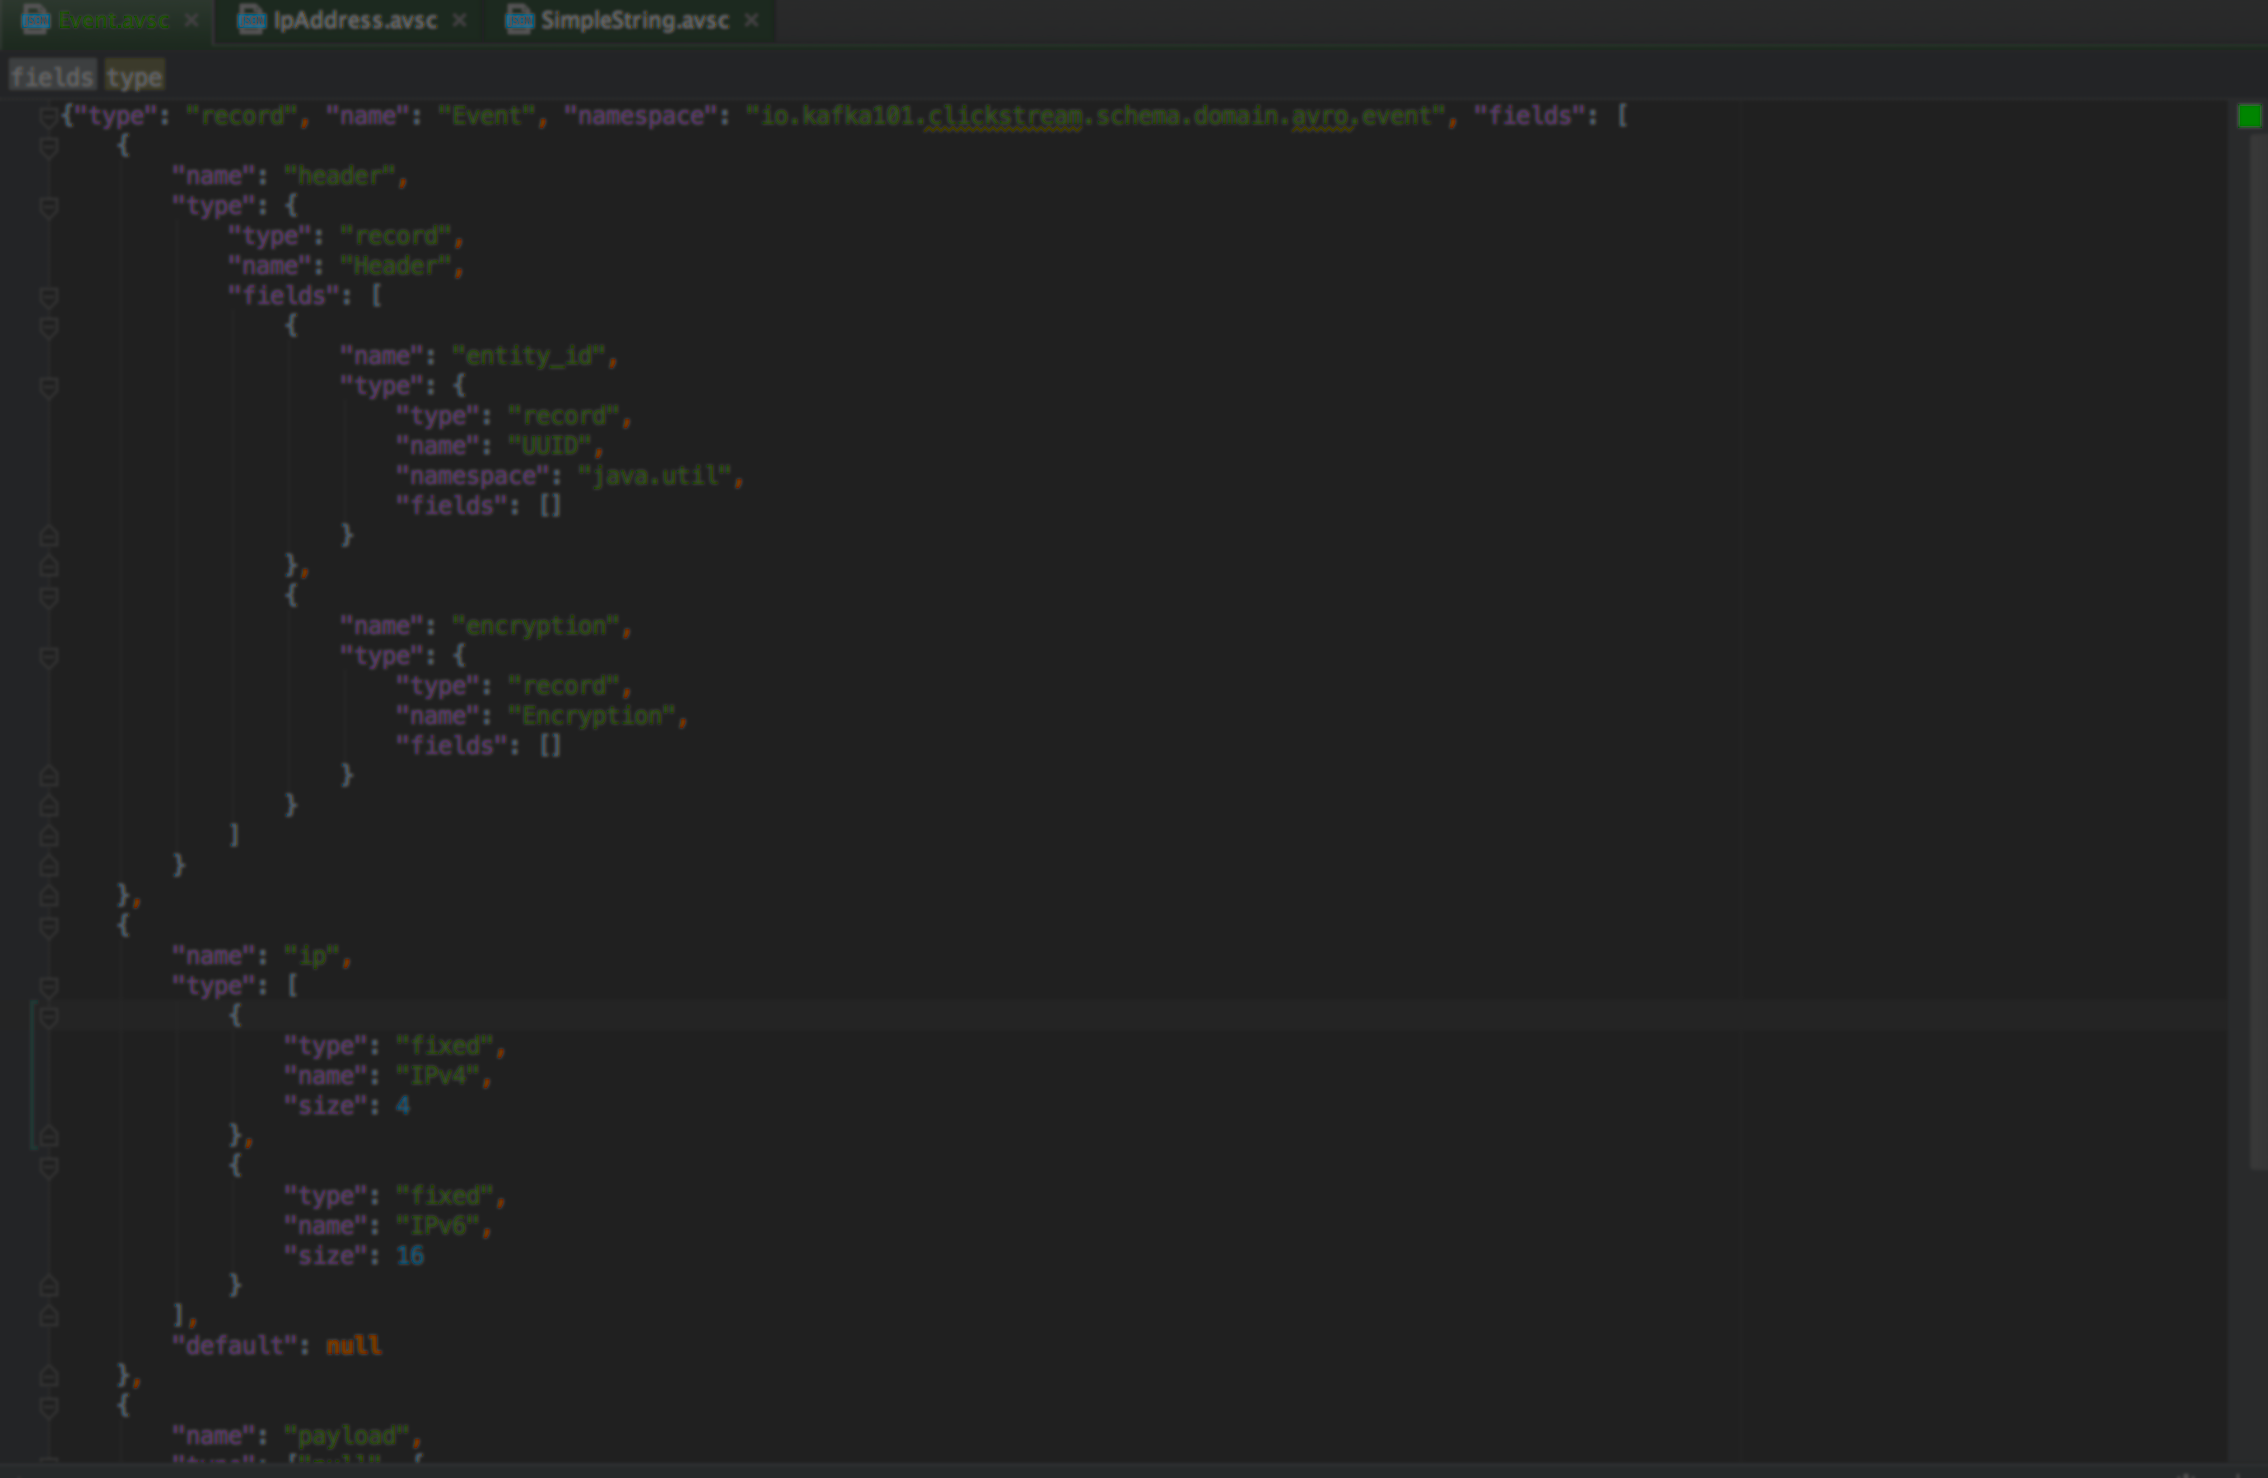 Event.avsc IpAddress.avsc SimpleString.avsc
fields type
{"type": "record", "name": "Event", "namespace": "io.kafka101.clickstream.schema.domain.avro.event", "fields": [
{
"name": "header",
"type": {
"type": "record",
"name": "Header",
"fields": [
{
"name": "entity_id",
"type": {
"type": "record",
"name": "UUID",
"namespace": "java.util",
"fields": []
}
},
{
"name": "encryption",
"type": {
"type": "record",
"name": "Encryption",
"fields": []
}
}
]
}
},
{
"name": "ip",
"type": [
{
"type": "fixed",
"name": "IPv4",
"size": 4
},
{
"type": "fixed",
"name": "IPv6",
"size": 16
}
],
"default": null
},
{
"name": "payload",